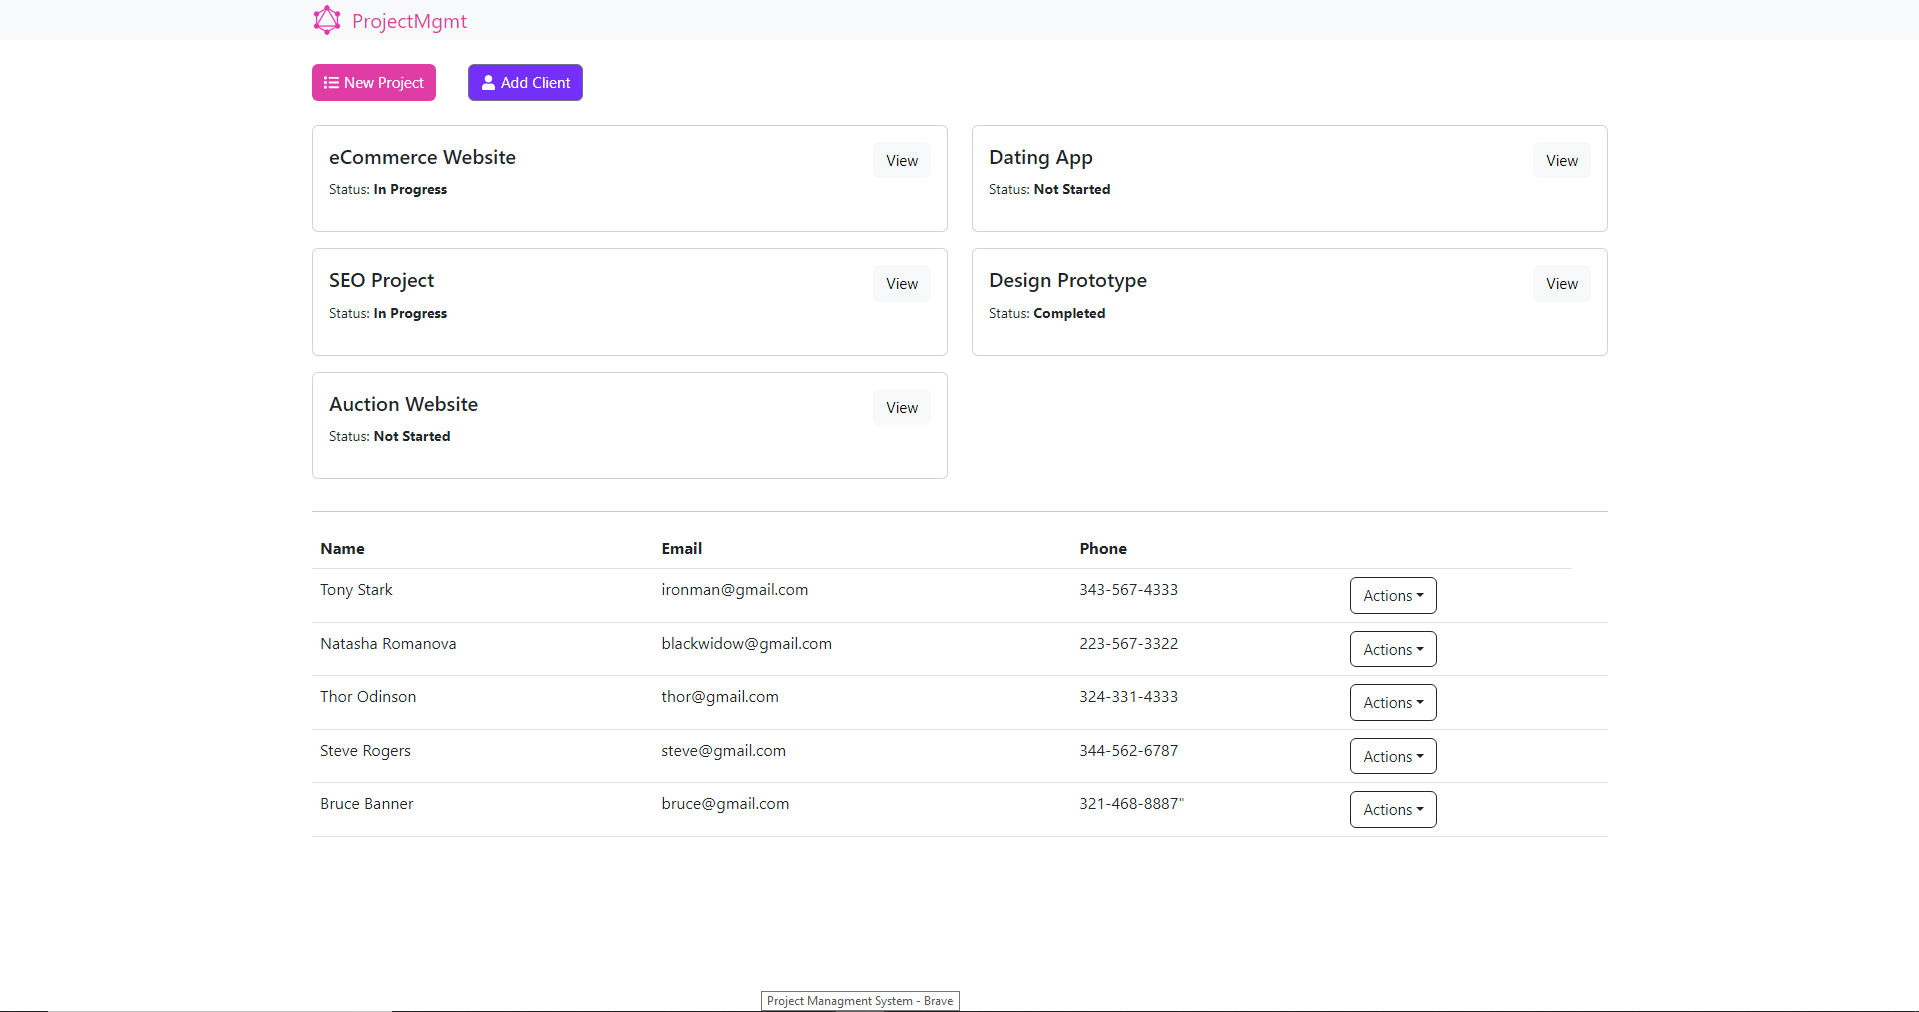 ProjectMgmt
New Project Add Client
eCommerce Website View
Status: In Progress
Dating App View
Status: Not Started
SEO Project View
Status: In Progress
Design Prototype View
Status: Completed
Auction Website View
Status: Not Started
Name Email Phone
Tony Stark ironman@gmail.com 343-567-4333 Actions
Natasha Romanova blackwidow@gmail.com 223-567-3322 Actions
Thor Odinson thor@gmail.com 324-331-4333 Actions
Steve Rogers steve@gmail.com 344-562-6787 Actions
Bruce Banner bruce@gmail.com 321-468-8887" Actions
Project Managment System - Brave